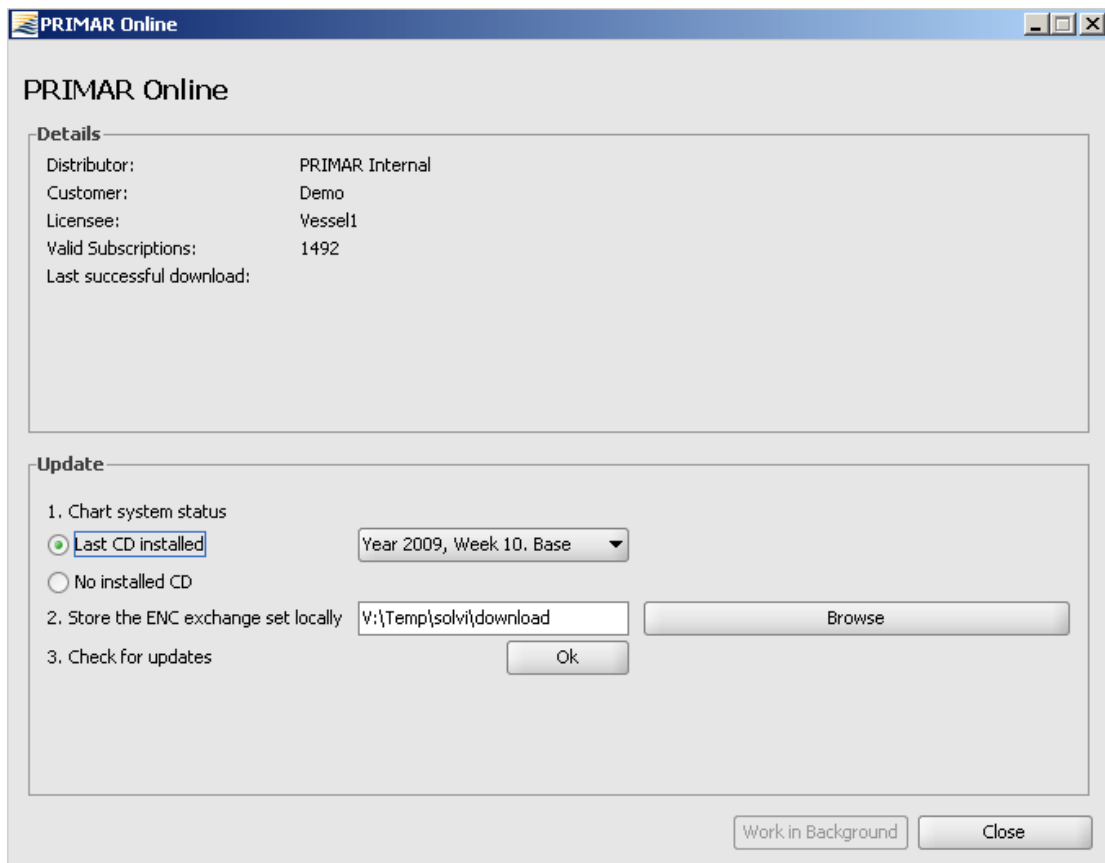 PRIMAR Online
PRIMAR Online
Details
Distributor: PRIMAR Internal
Customer: Demo
Licensee: Vessel1
Valid Subscriptions: 1492
Last successful download:
Update
1. Chart system status
Last CD installed Year 2009, Week 10. Base
No installed CD
2. Store the ENC exchange set locally V:\Temp\solvi\download Browse
3. Check for updates Ok
Work in Background Close